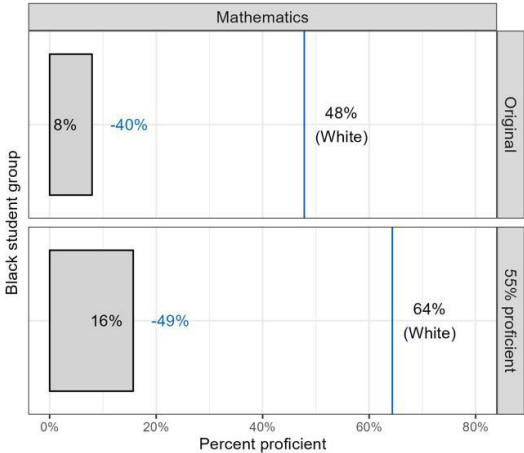 Mathematics
Black student group
Original
8%
-40%
48%
(White)
55% proficient
16%
-49%
64%
(White)
0%
20%
40%
60%
80%
Percent proficient